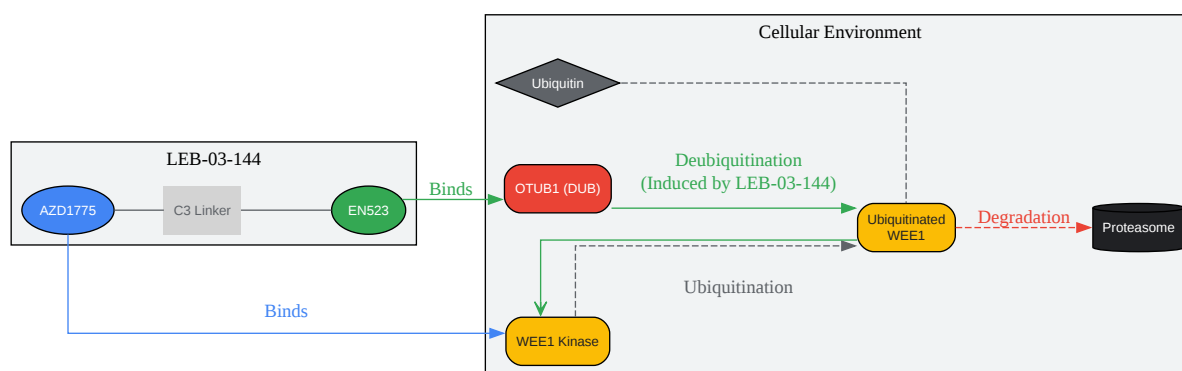 Cellular Environment
Ubiquitin
LEB-03-144
AZD1775
C3 Linker
EN523
Binds
OTUB1 (DUB)
Deubiquitination
(Induced by LEB-03-144)
Ubiquitinated
WEE1
Degradation
Proteasome
Ubiquitination
Binds
WEE1 Kinase